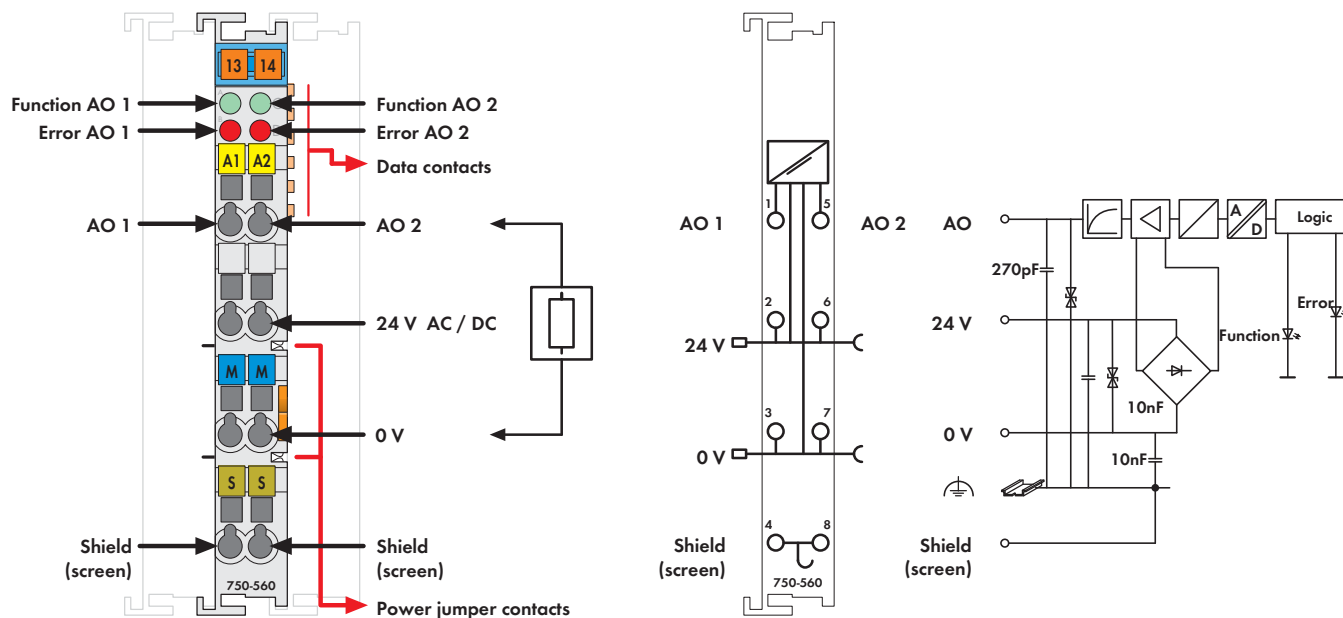 13 14
Function AO 1
Function AO 2
Error AO 1
Error AO 2
A1 A2
Data contacts
AO 1
AO 2
24 V AC / DC
M M
0 V
S S
Shield
(screen)
Shield
(screen)
750-560
Power jumper contacts
1 5
AO 1
AO 2
2 6
24 V
3 7
0 V
4 8
Shield
(screen)
750-560
AO
A
D
Logic
270pF
24 V
Error
Function
10nF
0 V
10nF
Shield
(screen)